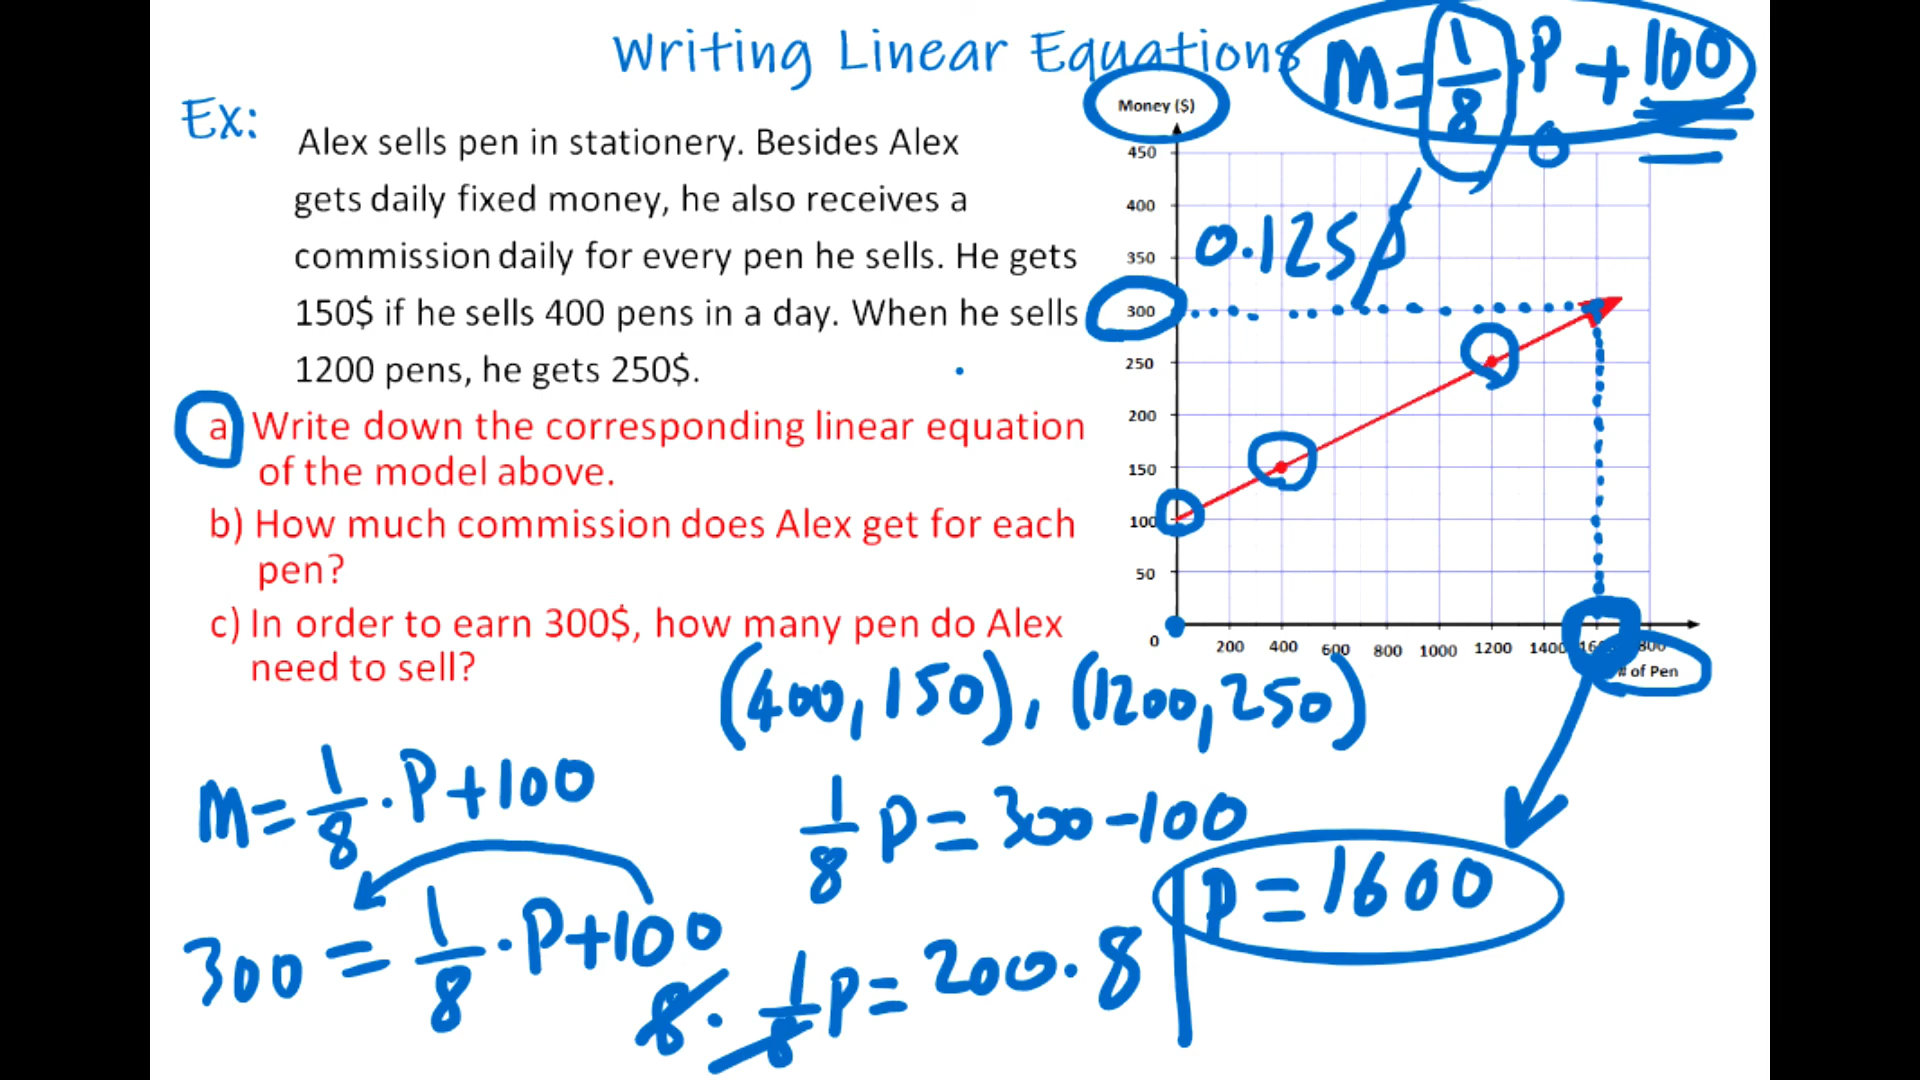 Writing Linear Equations
M = 1/8 · P + 100
Ex:
Alex sells pen in stationery. Besides Alex
gets daily fixed money, he also receives a
commission daily for every pen he sells. He gets
150$ if he sells 400 pens in a day. When he sells
1200 pens, he gets 250$.
a) Write down the corresponding linear equation
of the model above.
b) How much commission does Alex get for each
pen?
c) In order to earn 300$, how many pen do Alex
need to sell?
Money ($)
450
400
350
300
250
200
150
100
50
0
0.125$
200 400 600 800 1000 1200 1400
# of Pen
(400, 150), (1200, 250)
M = 1/8 · P + 100
300 = 1/8 · P + 100
1/8 P = 300 - 100
8 · 1/8 P = 200 · 8
P = 1600